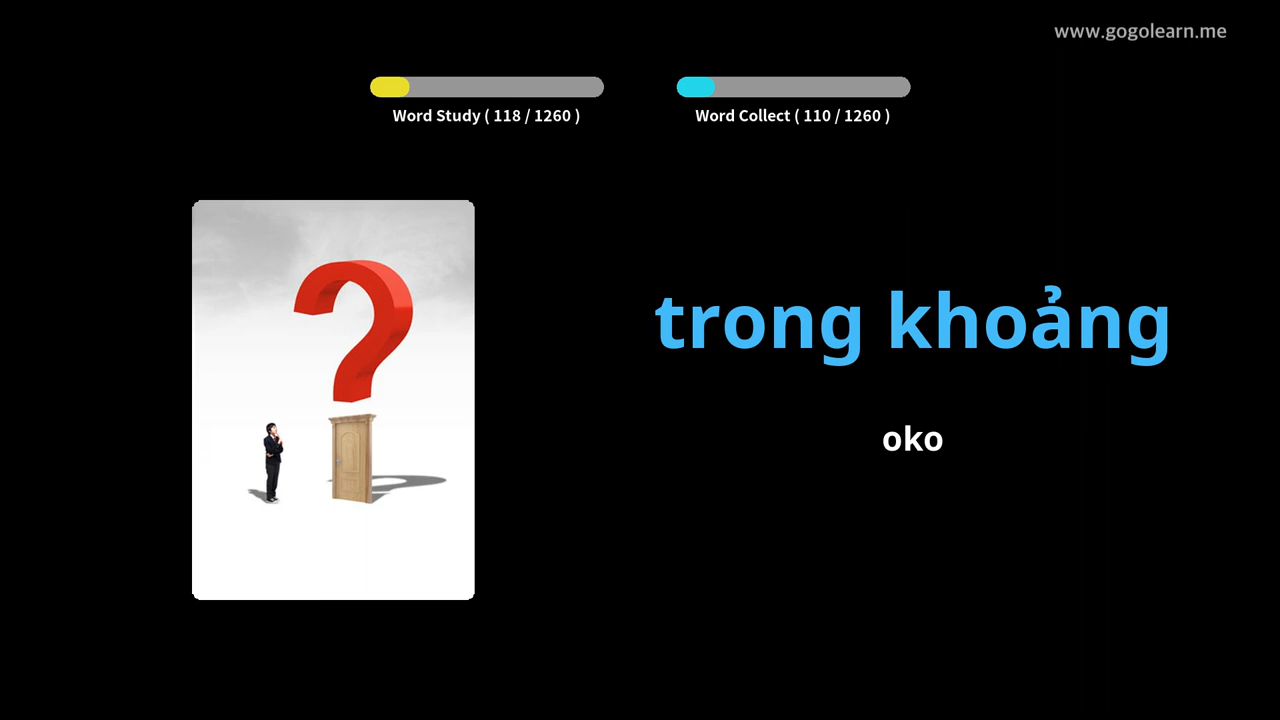 www.gogolearn.me
Word Study ( 118 / 1260 )
Word Collect ( 110 / 1260 )
trong khoảng
oko